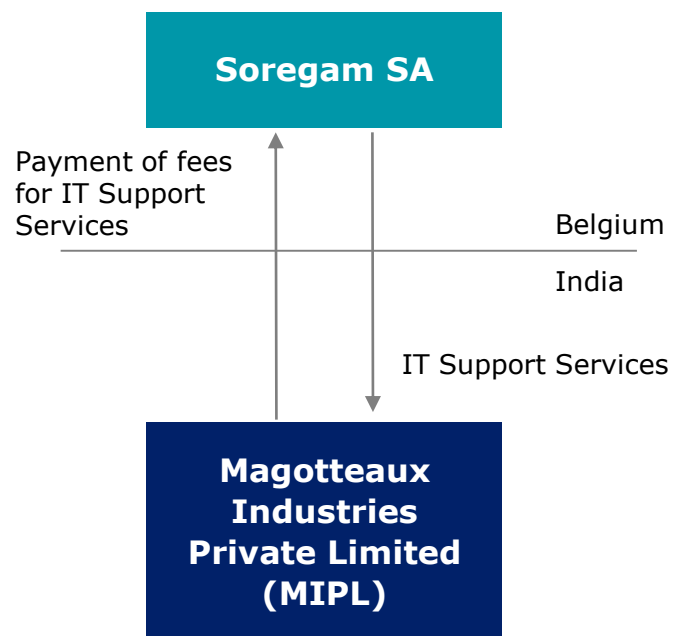 Soregam SA
Payment of fees
for IT Support
Services
Belgium
India
IT Support Services
Magotteaux
Industries
Private Limited
(MIPL)